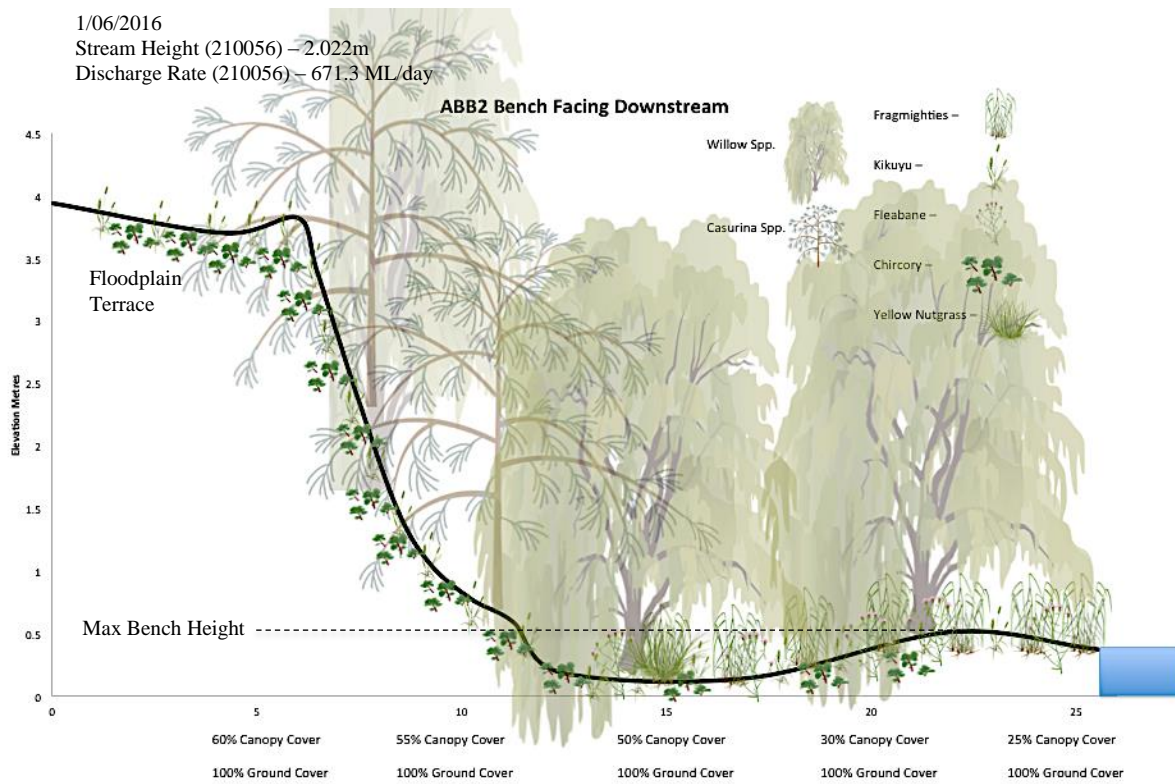 1/06/2016
Stream Height (210056) – 2.022m
Discharge Rate (210056) – 671.3 ML/day
ABB2 Bench Facing Downstream
Fragmighties –
Willow Spp.
Kikuyu –
Fleabane –
Casurina Spp.
Chircory –
Yellow Nutgrass –
Elevation Metres
4.5
4
3.5
3
2.5
2
1.5
1
0.5
0
Floodplain
Terrace
Max Bench Height
0 5 10 15 20 25
60% Canopy Cover 55% Canopy Cover 50% Canopy Cover 30% Canopy Cover 25% Canopy Cover
100% Ground Cover 100% Ground Cover 100% Ground Cover 100% Ground Cover 100% Ground Cover